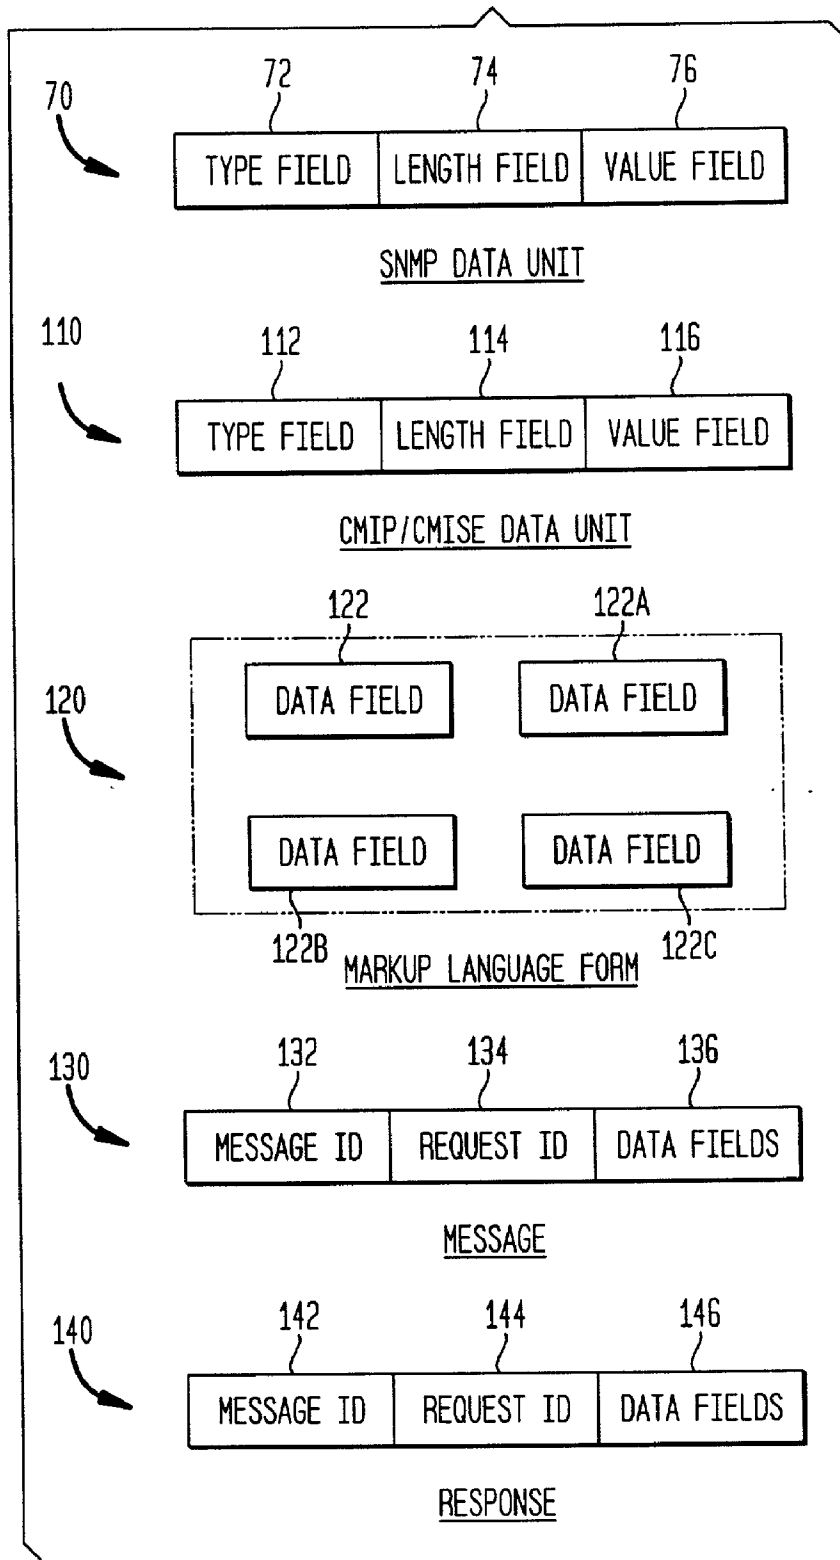 70
72 74 76
TYPE FIELD LENGTH FIELD VALUE FIELD
SNMP DATA UNIT
110
112 114 116
TYPE FIELD LENGTH FIELD VALUE FIELD
CMIP/CMISE DATA UNIT
120
122 122A
DATA FIELD DATA FIELD
DATA FIELD DATA FIELD
122B 122C
MARKUP LANGUAGE FORM
130
132 134 136
MESSAGE ID REQUEST ID DATA FIELDS
MESSAGE
140
142 144 146
MESSAGE ID REQUEST ID DATA FIELDS
RESPONSE